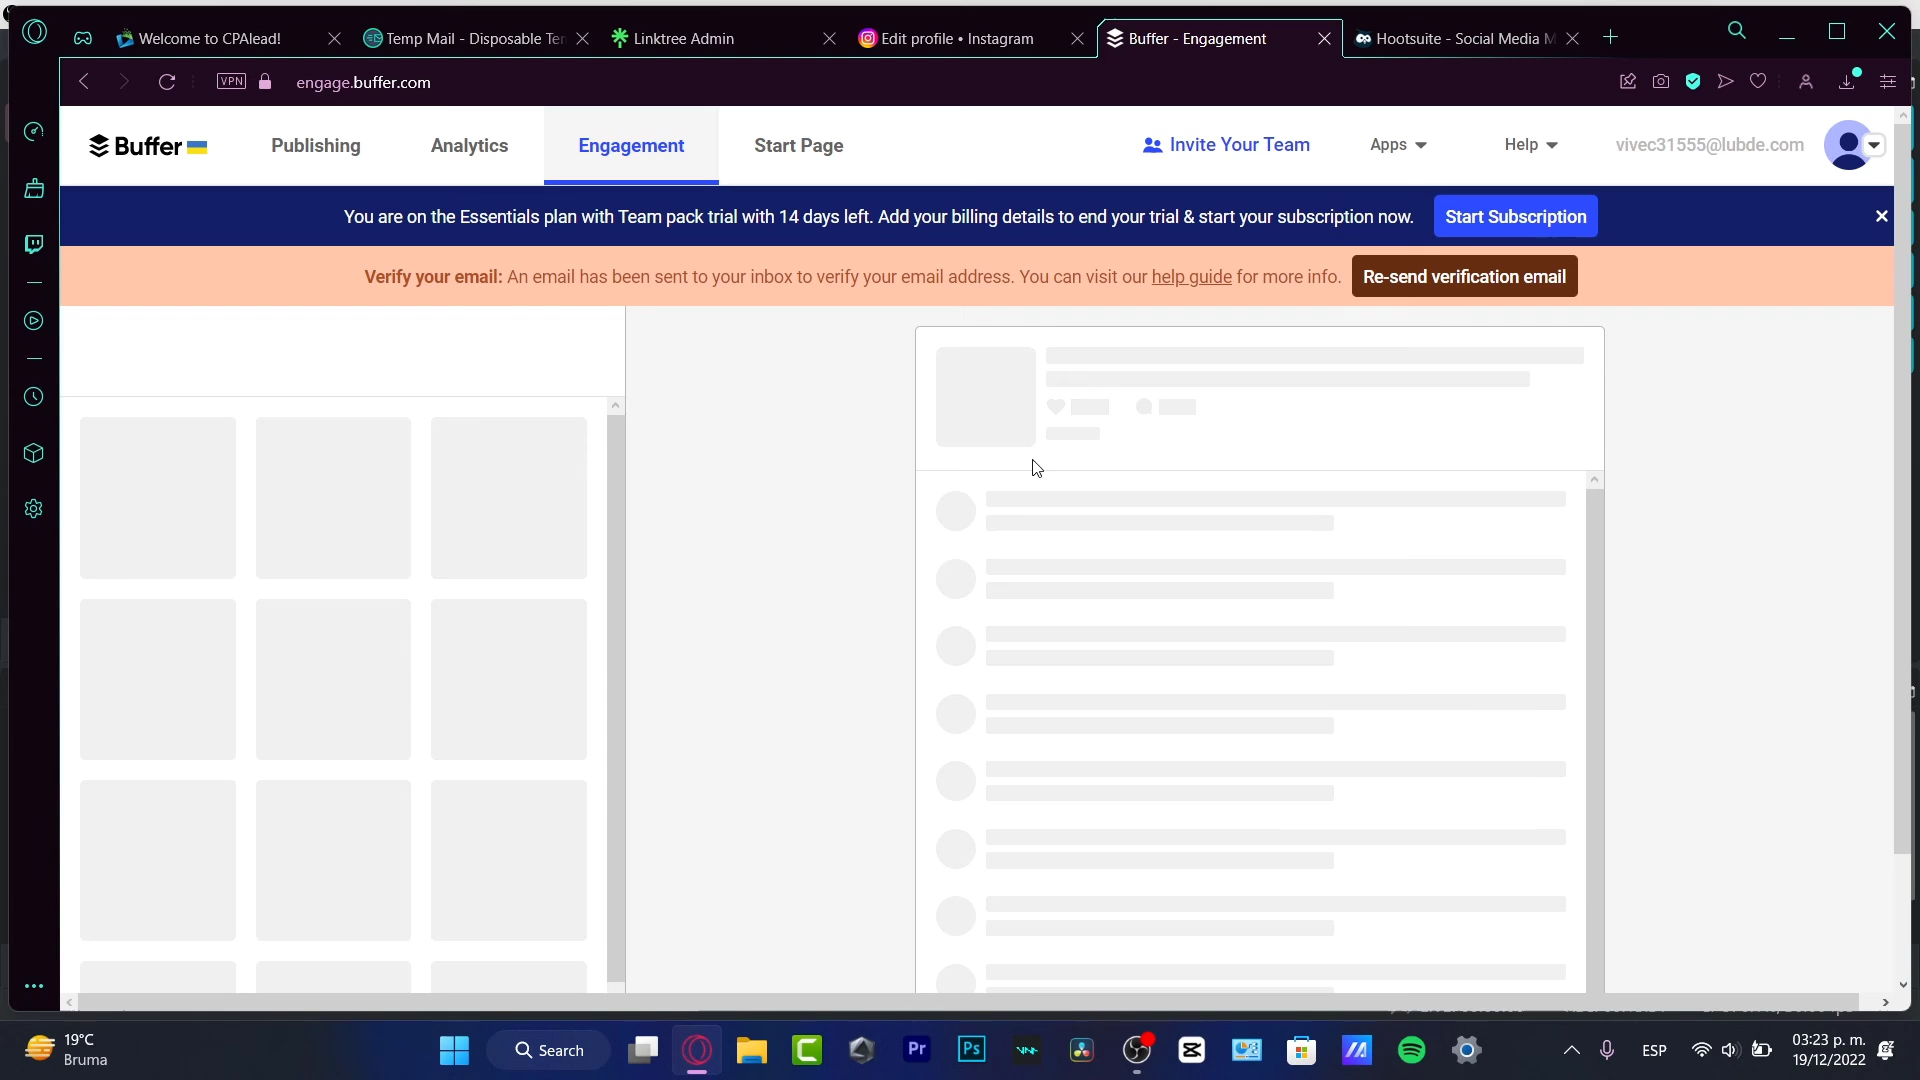 Welcome to CPAlead!
Temp Mail - Disposable Te
Linktree Admin
Edit profile • Instagram
Buffer - Engagement
Hootsuite - Social Media M
VPN
engage.buffer.com
Buffer
Publishing
Analytics
Engagement
Start Page
Invite Your Team
Apps
Help
vivec31555@lubde.com
You are on the Essentials plan with Team pack trial with 14 days left. Add your billing details to end your trial & start your subscription now.
Start Subscription
Verify your email: An email has been sent to your inbox to verify your email address. You can visit our help guide for more info.
Re-send verification email
19°C
Bruma
Search
Pr
Ps
ESP
03:23 p. m.
19/12/2022